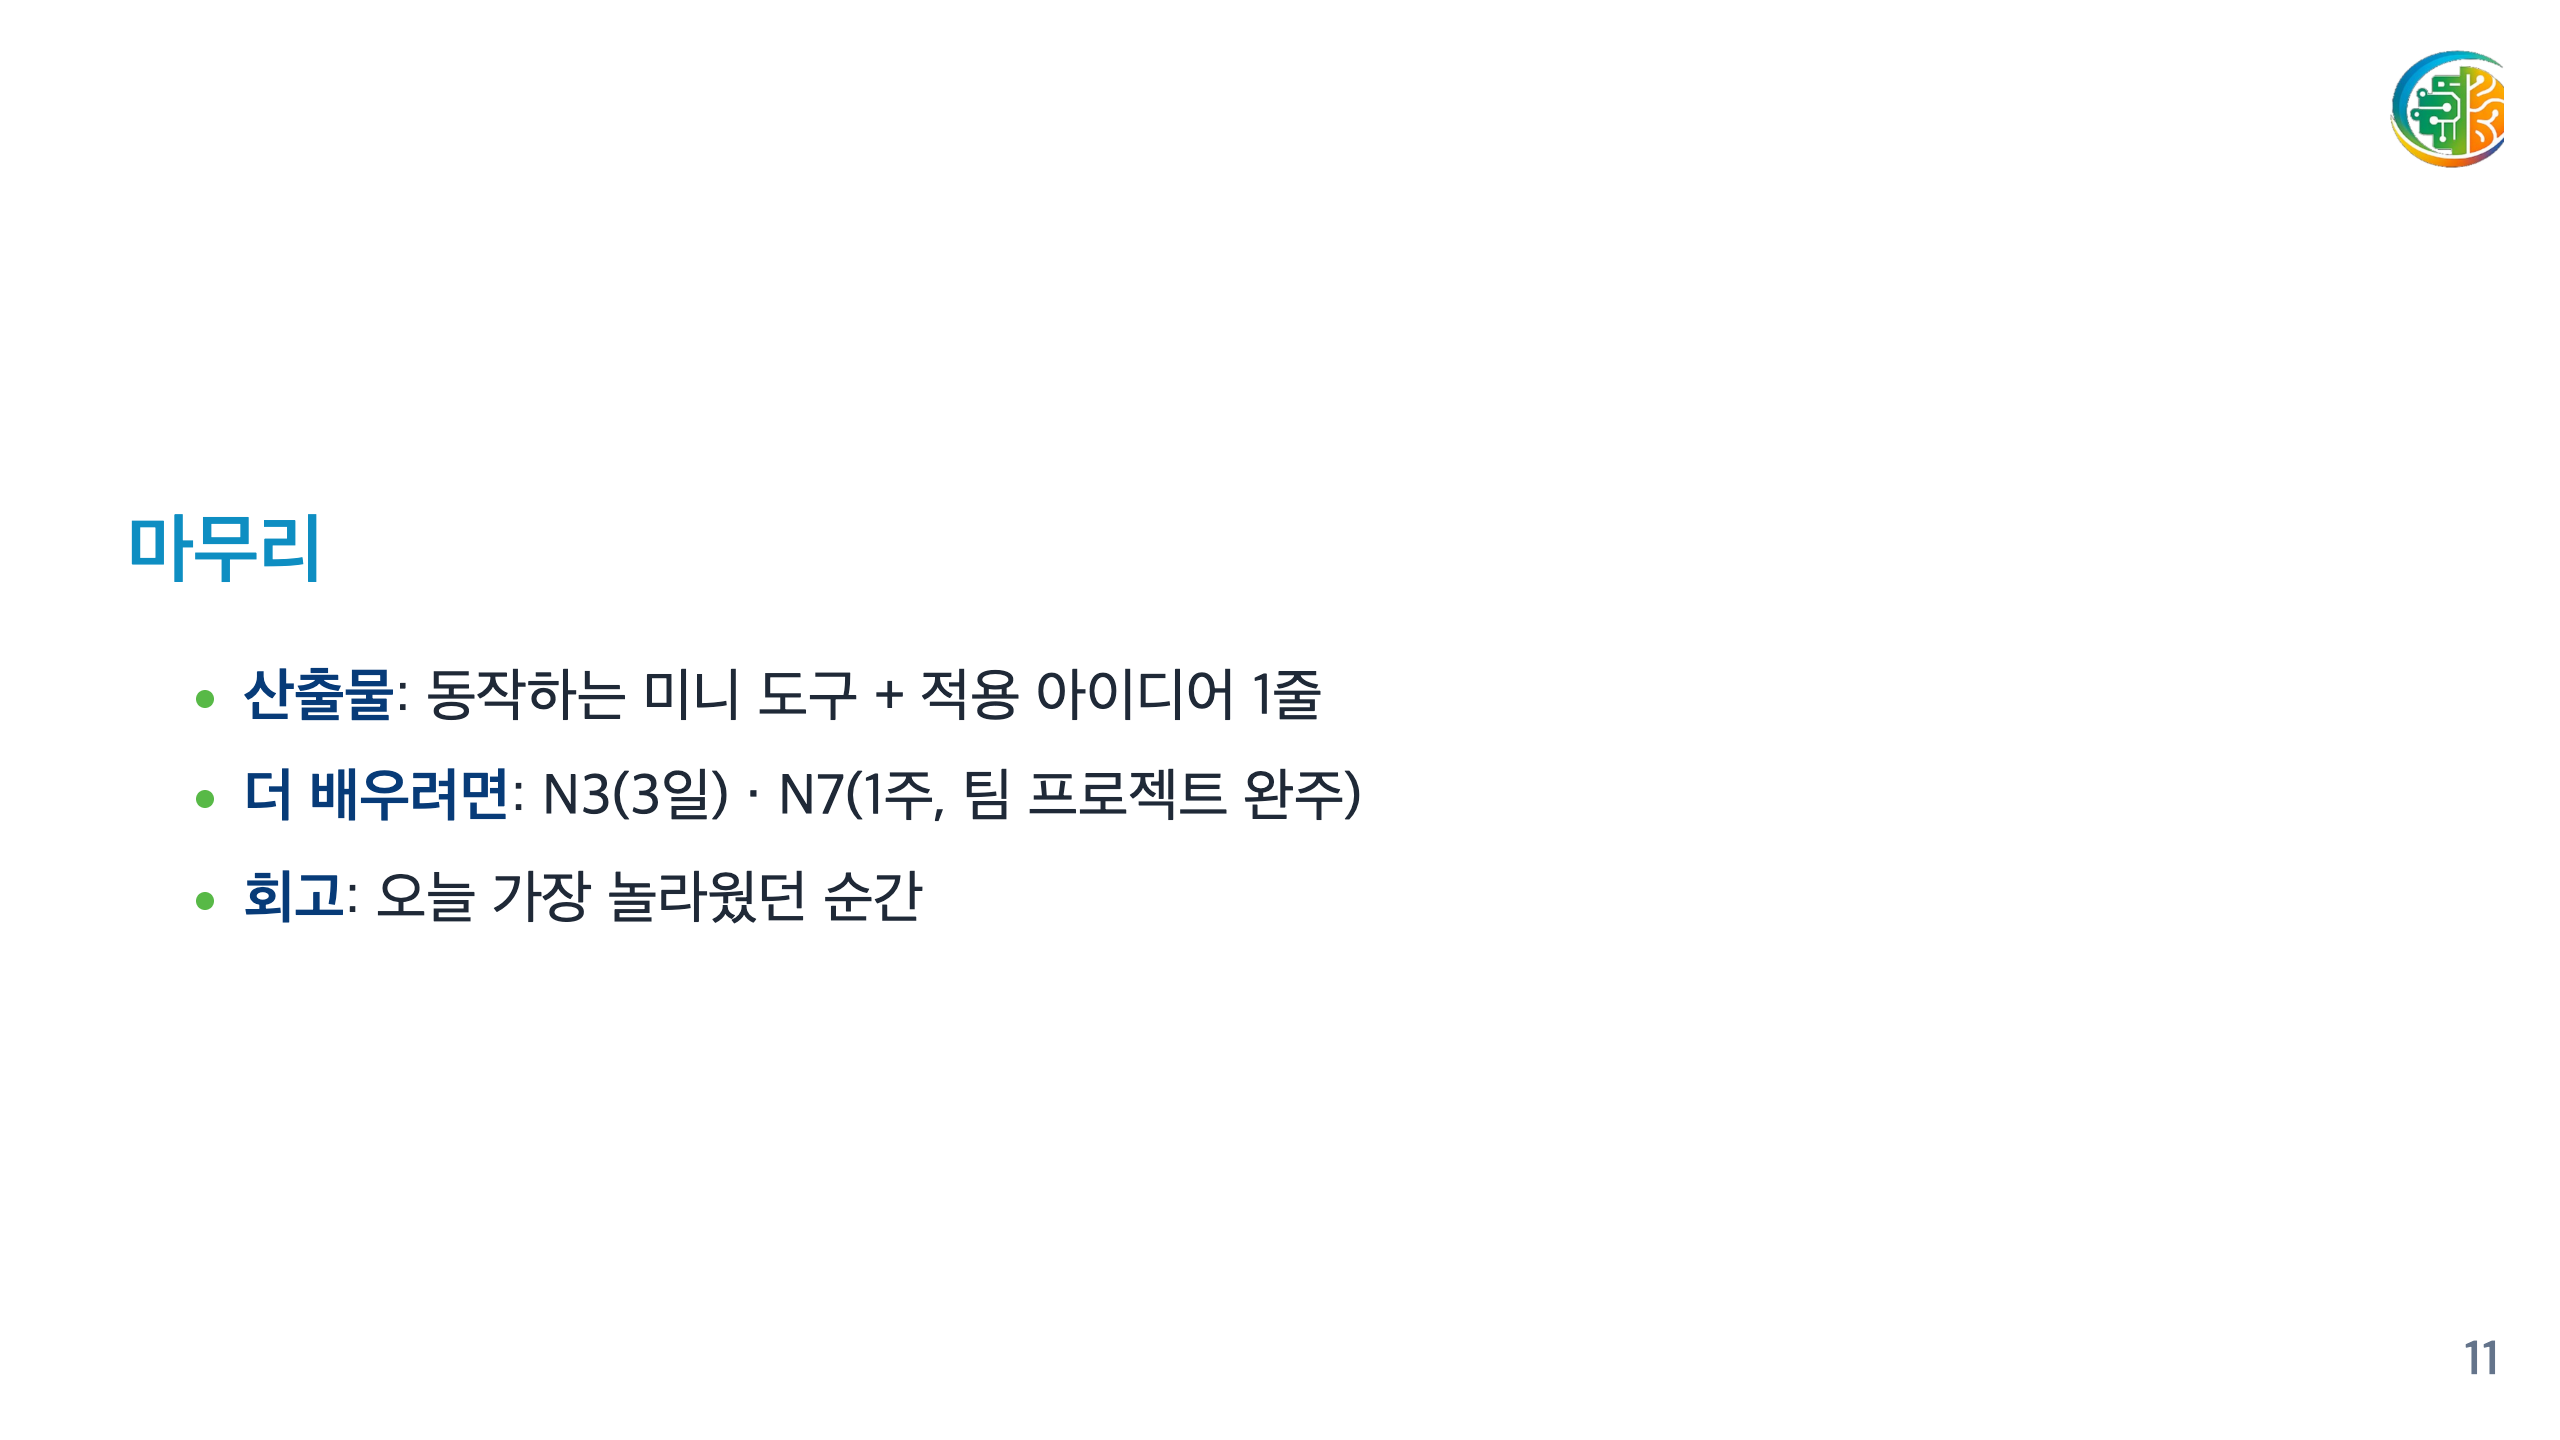 마무리
• 산출물: 동작하는 미니 도구 + 적용 아이디어 1줄
• 더 배우려면: N3(3일) · N7(1주, 팀 프로젝트 완주)
• 회고: 오늘 가장 놀라웠던 순간
11